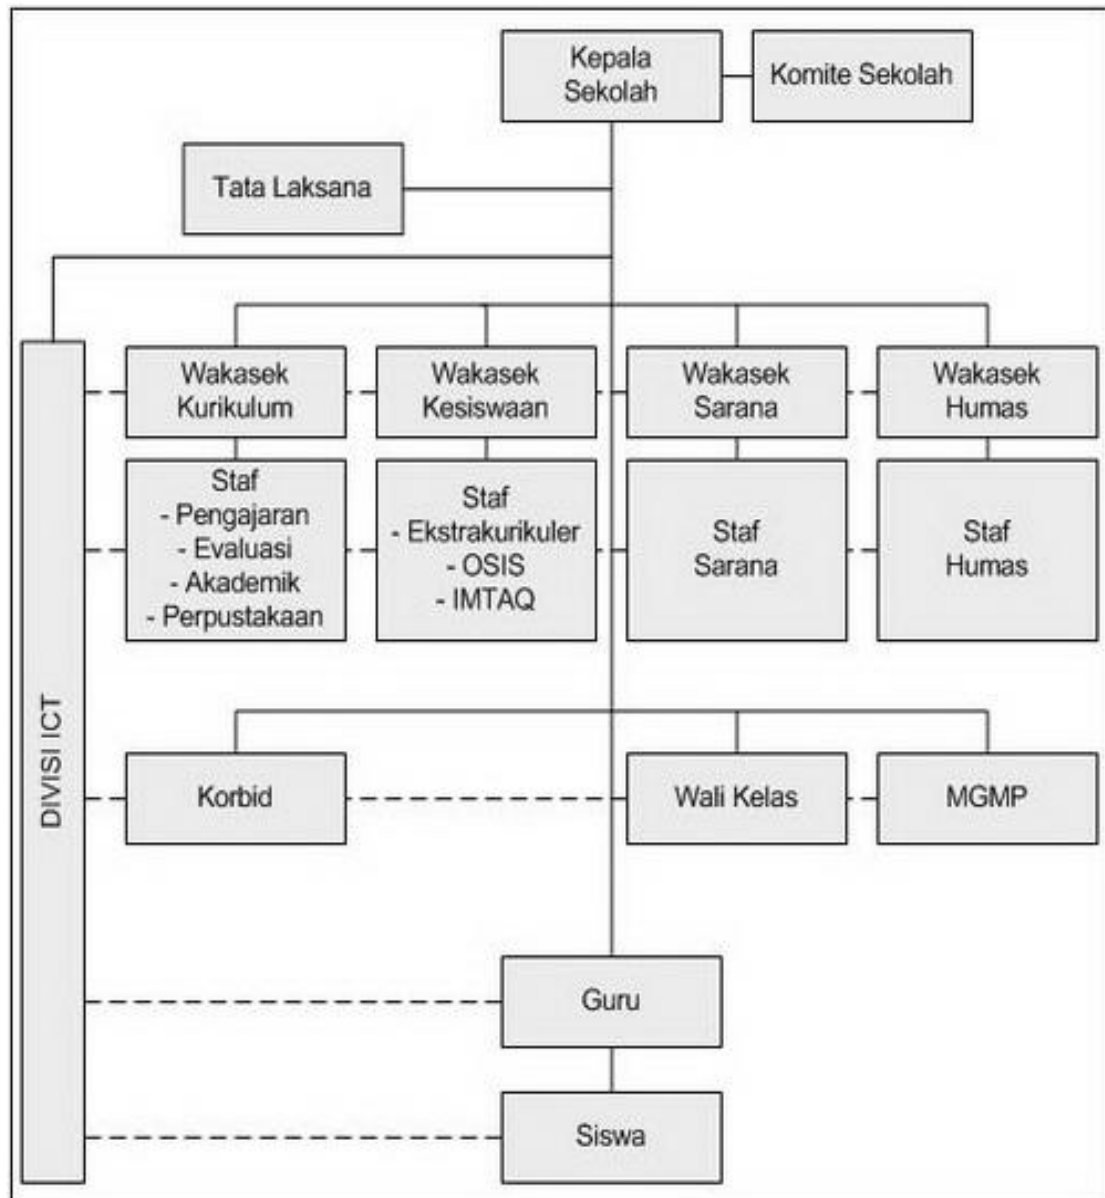 Kepala
Sekolah
Komite Sekolah
Tata Laksana
Wakasek
Kurikulum
Wakasek
Kesiswaan
Wakasek
Sarana
Wakasek
Humas
Staf
- Pengajaran
- Evaluasi
- Akademik
- Perpustakaan
Staf
- Ekstrakurikuler
- OSIS
- IMTAQ
Staf
Sarana
Staf
Humas
DIVISI ICT
Korbid
Wali Kelas
MGMP
Guru
Siswa